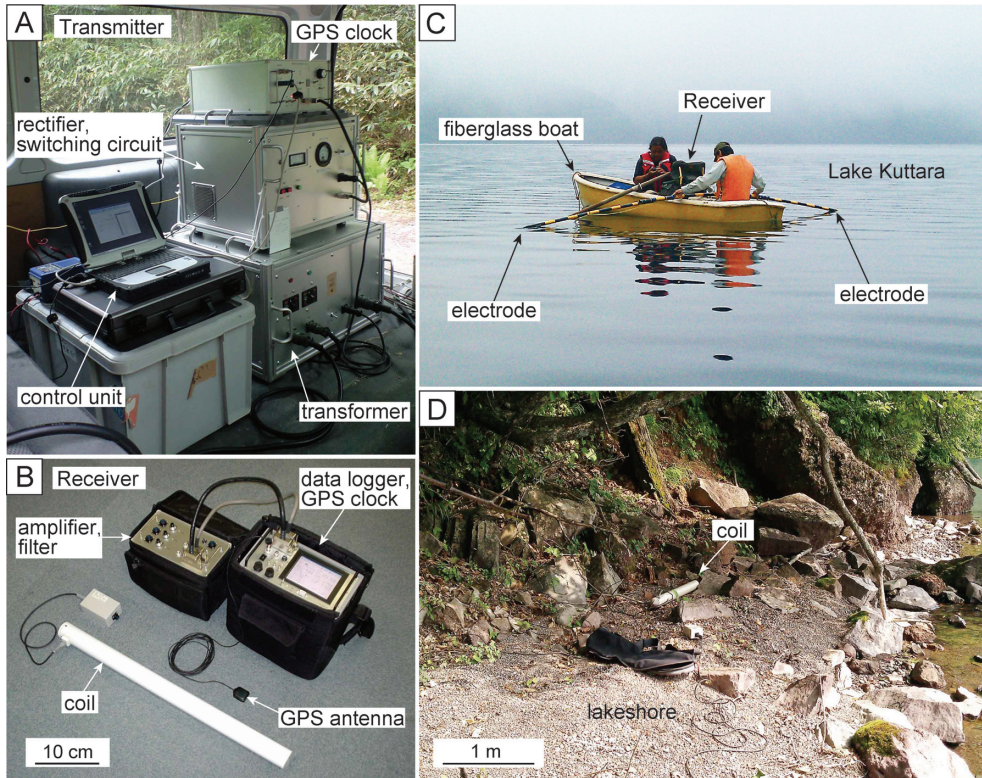 A
Transmitter
GPS clock
rectifier,
switching circuit
control unit
transformer
B
Receiver
data logger,
GPS clock
amplifier,
filter
coil
GPS antenna
10 cm
C
Receiver
fiberglass boat
Lake Kuttara
electrode
electrode
D
coil
lakeshore
1 m